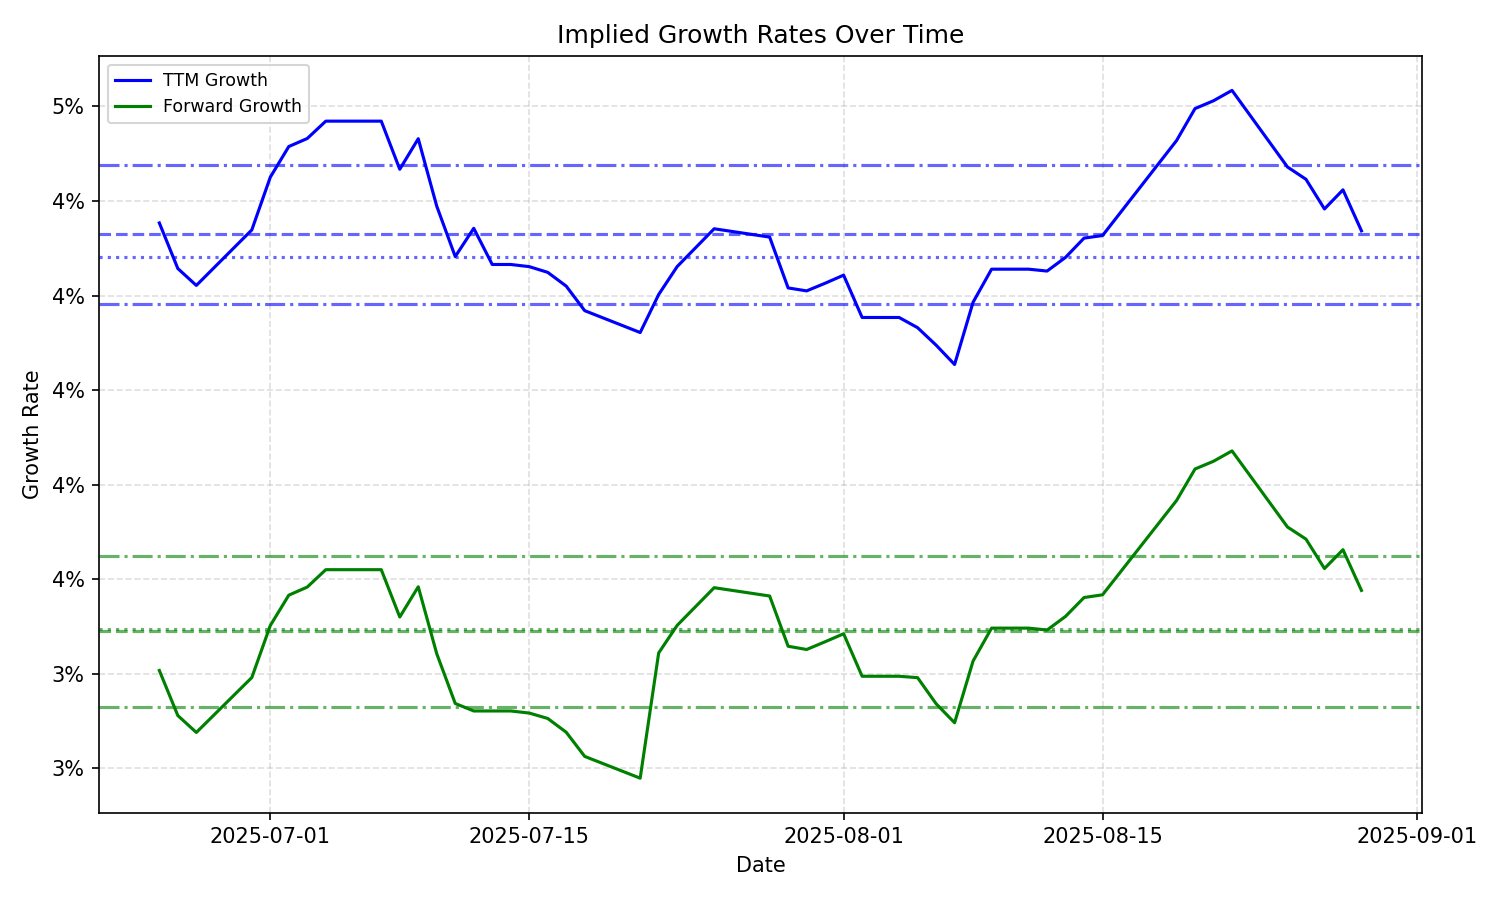 Implied Growth Rates Over Time
TTM Growth
Forward Growth
5%
4%
4%
4%
4%
4%
3%
3%
Growth Rate
2025-07-01
2025-07-15
2025-08-01
2025-08-15
2025-09-01
Date